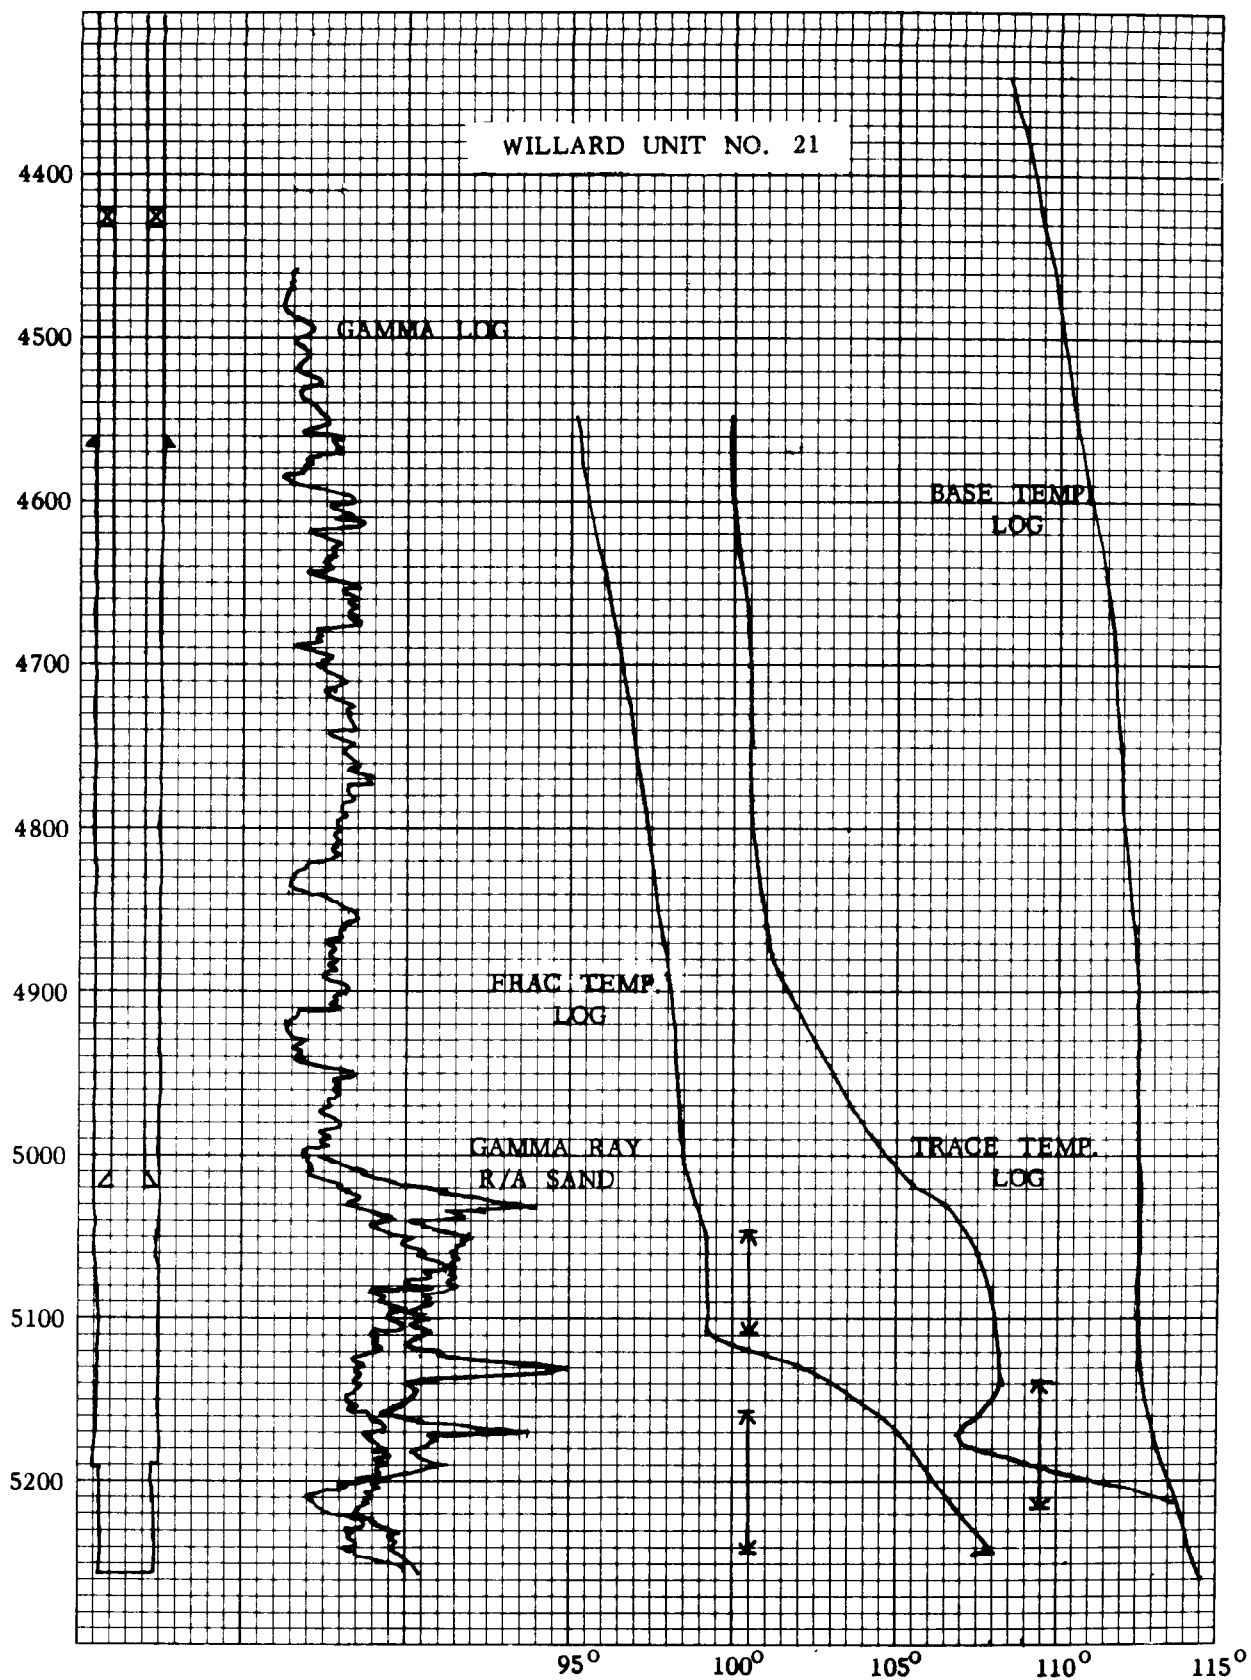 WILLARD UNIT NO. 21
4400
GAMMA LOG
4500
BASE TEMP.
LOG
4600
4700
4800
FRAC TEMP.
LOG
4900
GAMMA RAY
R/A SAND
TRACE TEMP.
LOG
5000
5100
5200
95° 100° 105° 110° 115°